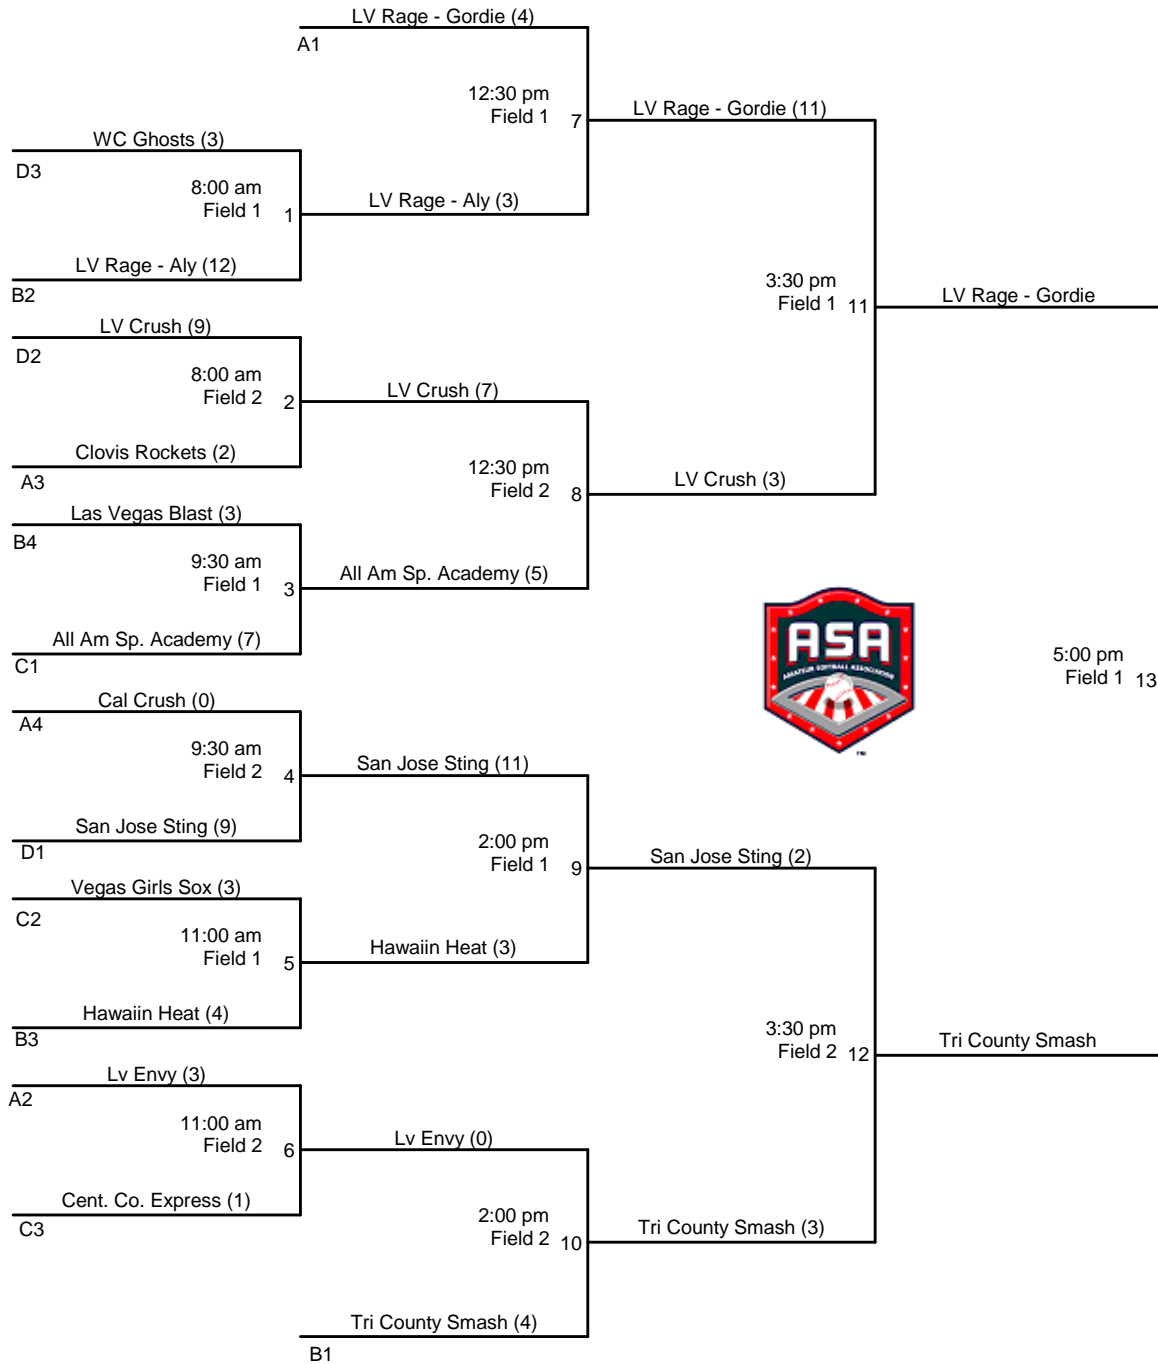 LV Rage - Gordie (4)
A1
12:30 pm
Field 1 7
LV Rage - Gordie (11)
WC Ghosts (3)
D3
8:00 am
Field 1 1
LV Rage - Aly (3)
LV Rage - Aly (12)
B2
3:30 pm
Field 1 11
LV Rage - Gordie
LV Crush (9)
D2
8:00 am
Field 2 2
LV Crush (7)
Clovis Rockets (2)
A3
12:30 pm
Field 2 8
LV Crush (3)
Las Vegas Blast (3)
B4
9:30 am
Field 1 3
All Am Sp. Academy (5)
All Am Sp. Academy (7)
C1
ASA
AMATEUR SOFTBALL ASSOCIATION
TM
5:00 pm
Field 1 13
Cal Crush (0)
A4
9:30 am
Field 2 4
San Jose Sting (11)
San Jose Sting (9)
D1
2:00 pm
Field 1 9
San Jose Sting (2)
Vegas Girls Sox (3)
C2
11:00 am
Field 1 5
Hawaiin Heat (3)
Hawaiin Heat (4)
B3
3:30 pm
Field 2 12
Tri County Smash
Lv Envy (3)
A2
11:00 am
Field 2 6
Lv Envy (0)
Cent. Co. Express (1)
C3
2:00 pm
Field 2 10
Tri County Smash (3)
Tri County Smash (4)
B1